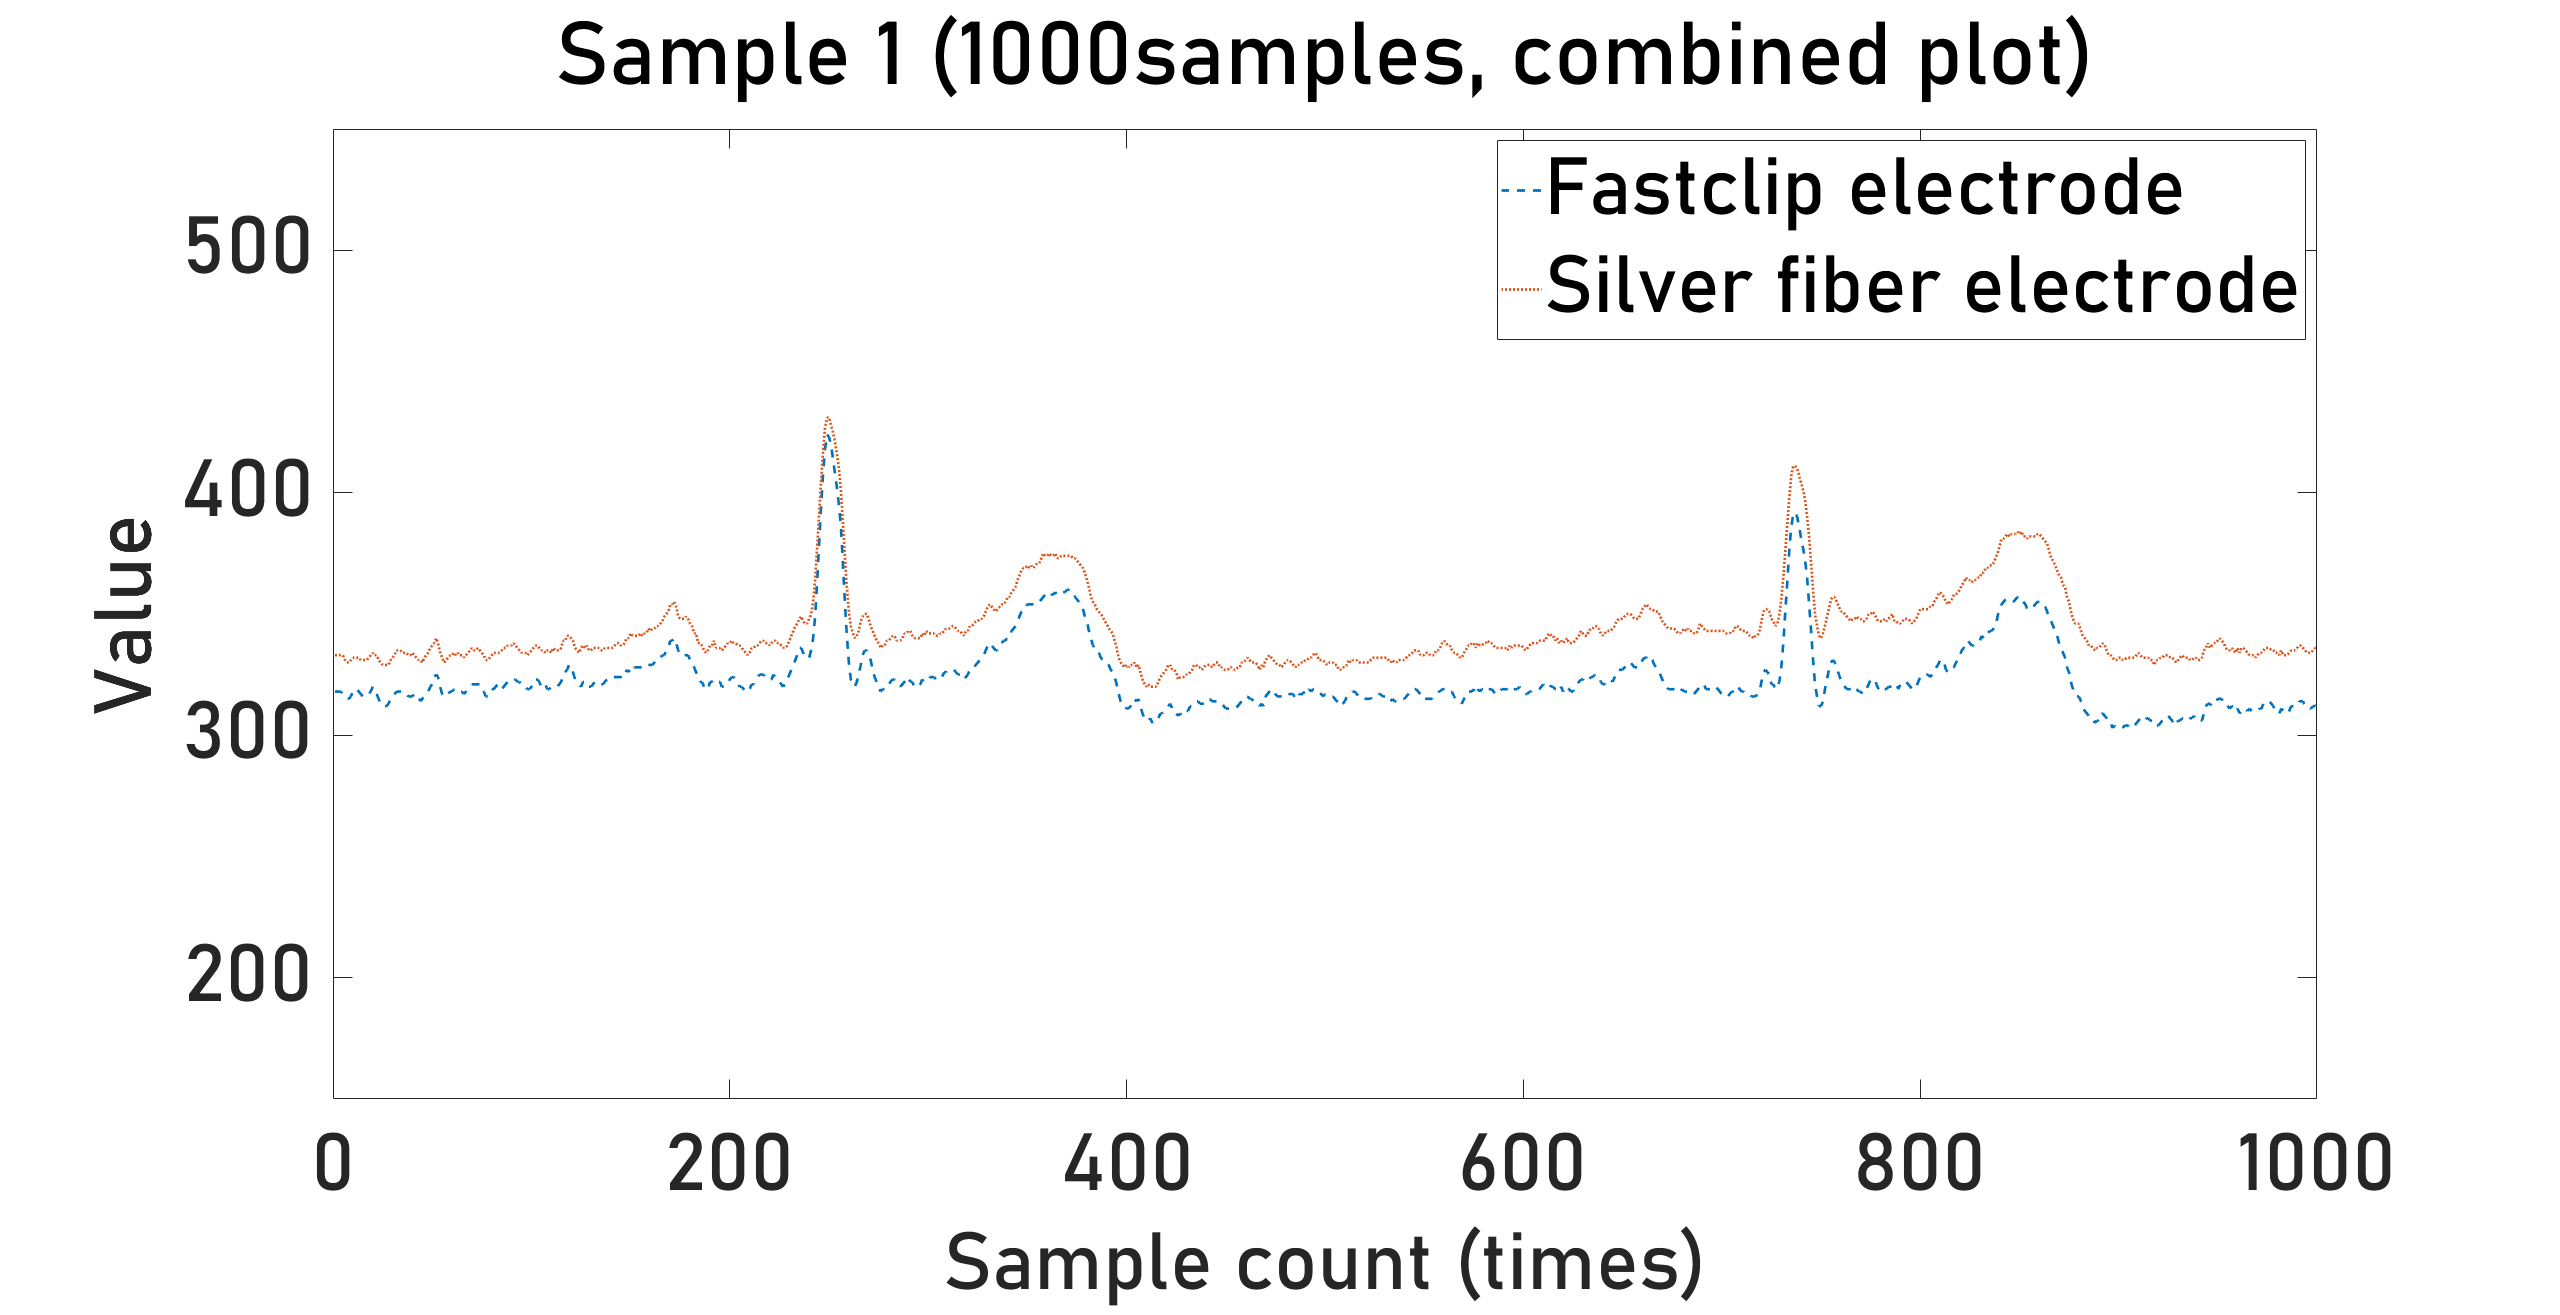 Sample 1 (1000samples, combined plot)
Fastclip electrode
Silver fiber electrode
500
400
300
200
Value
0 200 400 600 800 1000
Sample count (times)